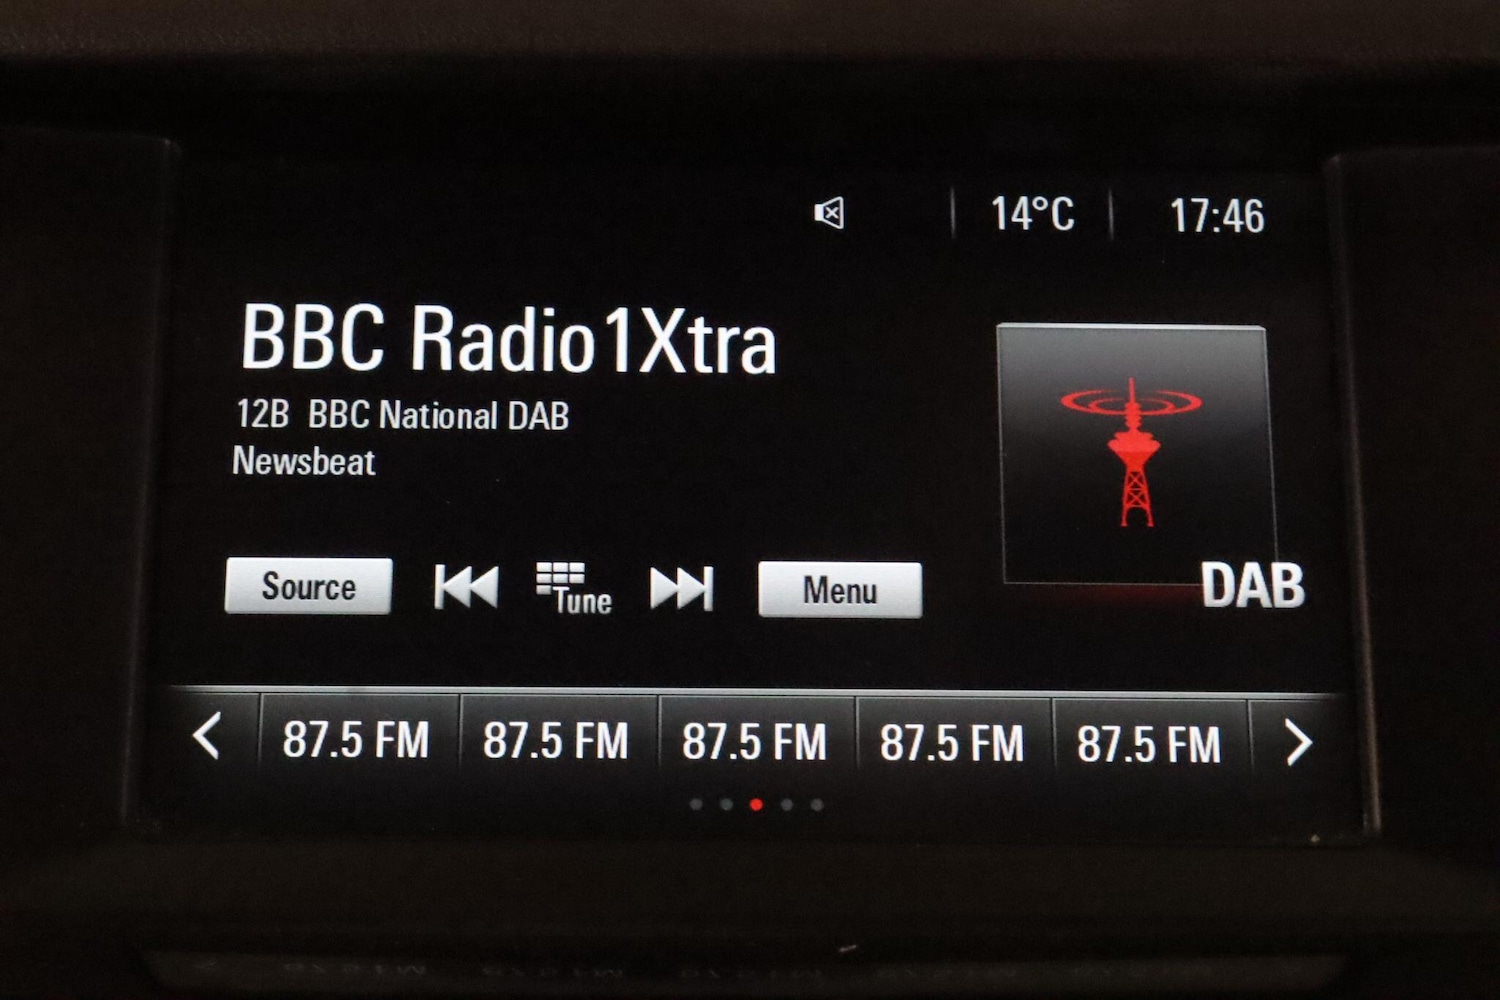 14°C 17:46
BBC Radio1Xtra
12B BBC National DAB
Newsbeat
Source Tune Menu
DAB
87.5 FM 87.5 FM 87.5 FM 87.5 FM 87.5 FM